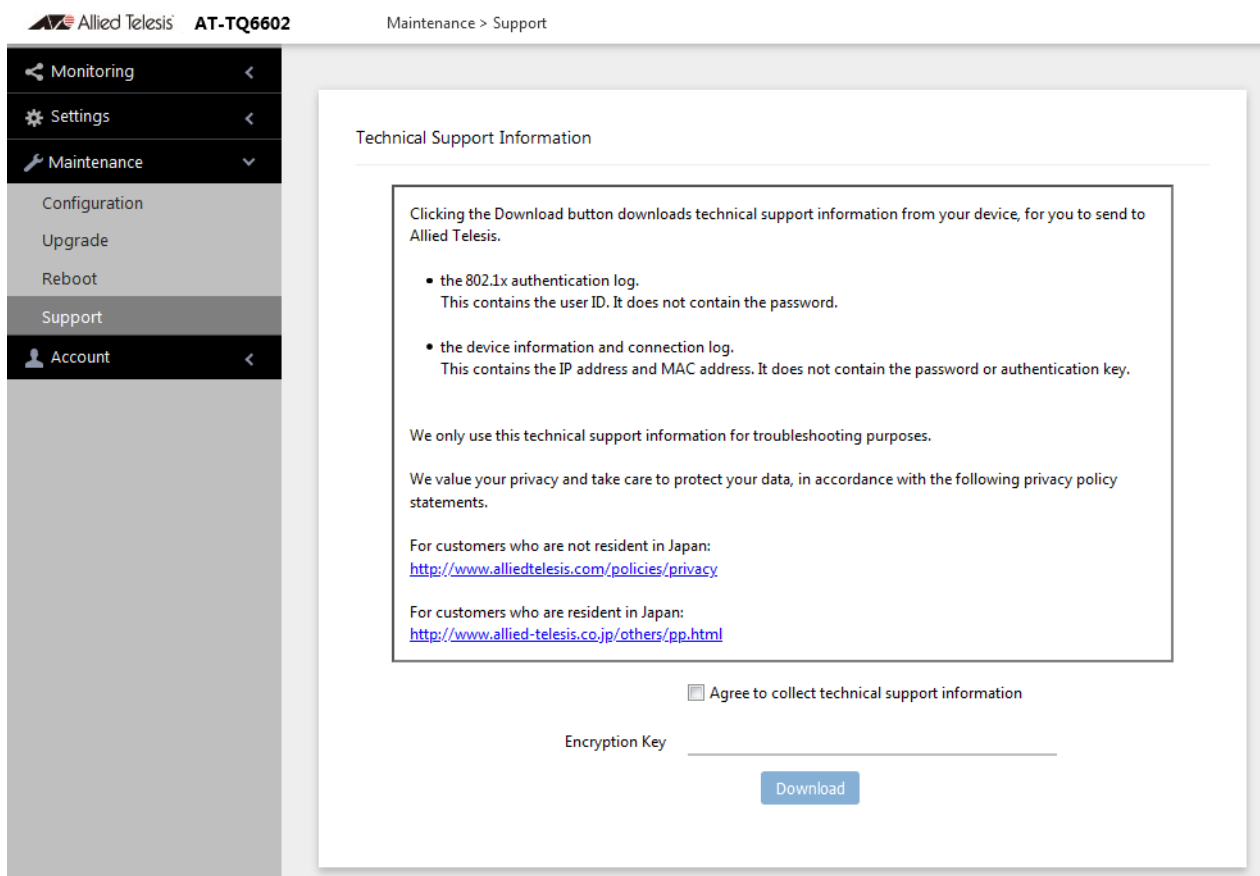 Allied Telesis AT-TQ6602 Maintenance > Support
Monitoring
Settings
Maintenance
Configuration
Upgrade
Reboot
Support
Account
Technical Support Information
Clicking the Download button downloads technical support information from your device, for you to send to
Allied Telesis.
• the 802.1x authentication log.
This contains the user ID. It does not contain the password.
• the device information and connection log.
This contains the IP address and MAC address. It does not contain the password or authentication key.
We only use this technical support information for troubleshooting purposes.
We value your privacy and take care to protect your data, in accordance with the following privacy policy
statements.
For customers who are not resident in Japan:
http://www.alliedtelesis.com/policies/privacy
For customers who are resident in Japan:
http://www.allied-telesis.co.jp/others/pp.html
Agree to collect technical support information
Encryption Key
Download